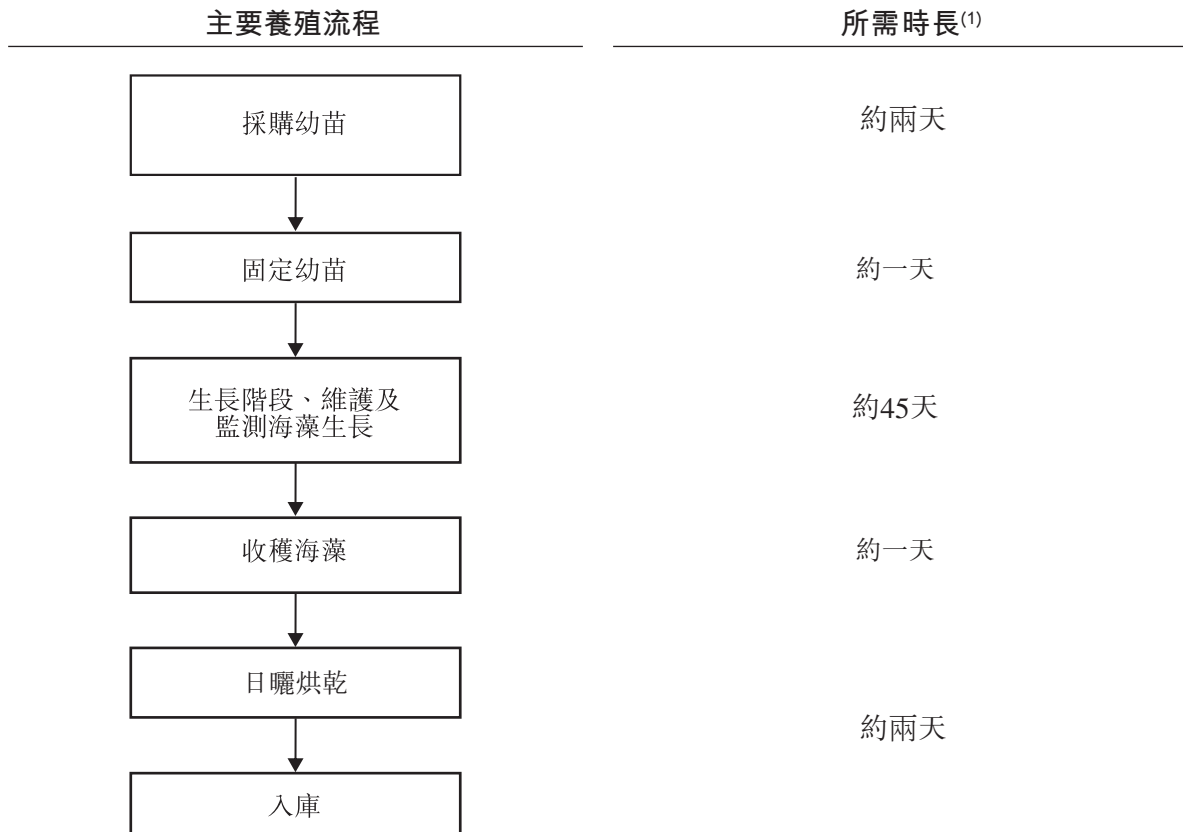 主要養殖流程
所需時長(1)
採購幼苗
約兩天
固定幼苗
約一天
生長階段、維護及
監測海藻生長
約45天
收穫海藻
約一天
日曬烘乾
約兩天
入庫